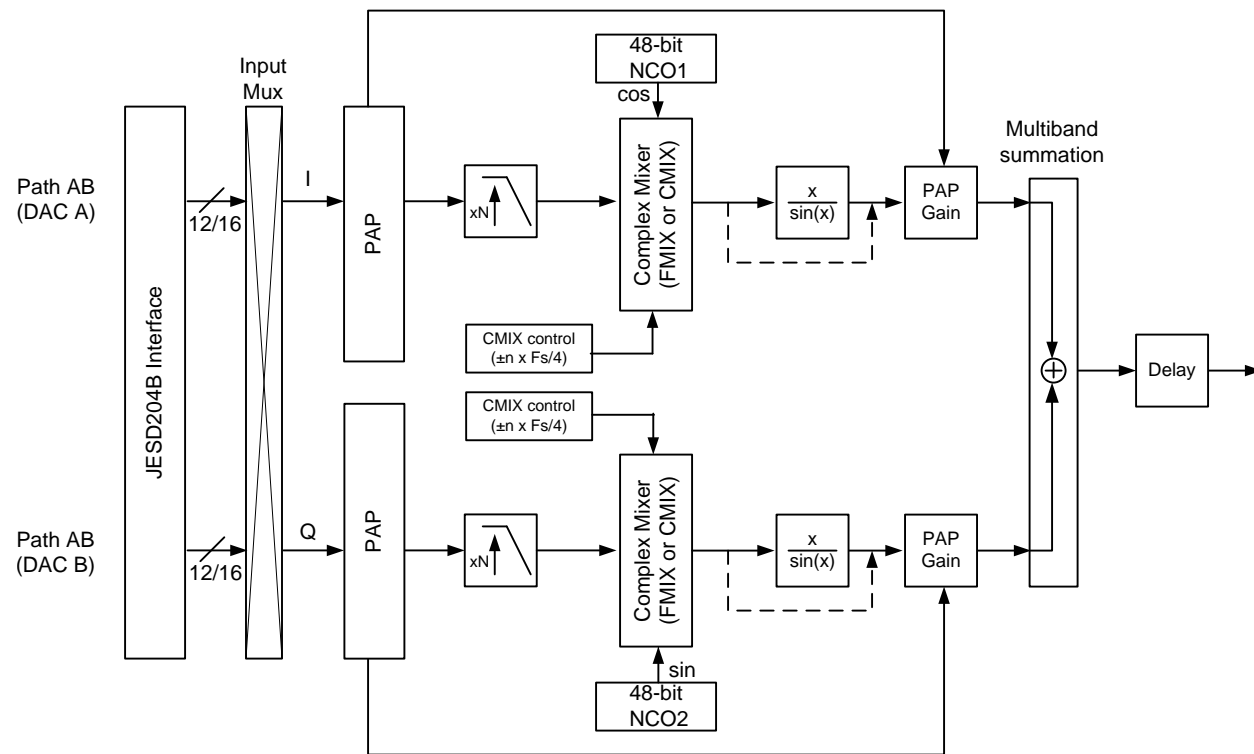 48-bit
NCO1
cos
Input
Mux
Multiband
summation
Path AB
(DAC A)
12/16
JESD204B Interface
I
PAP
xN
Complex Mixer
(FMIX or CMIX)
x
sin(x)
PAP
Gain
CMIX control
(±n x Fs/4)
Delay
CMIX control
(±n x Fs/4)
Path AB
(DAC B)
12/16
Q
PAP
xN
Complex Mixer
(FMIX or CMIX)
x
sin(x)
PAP
Gain
sin
48-bit
NCO2